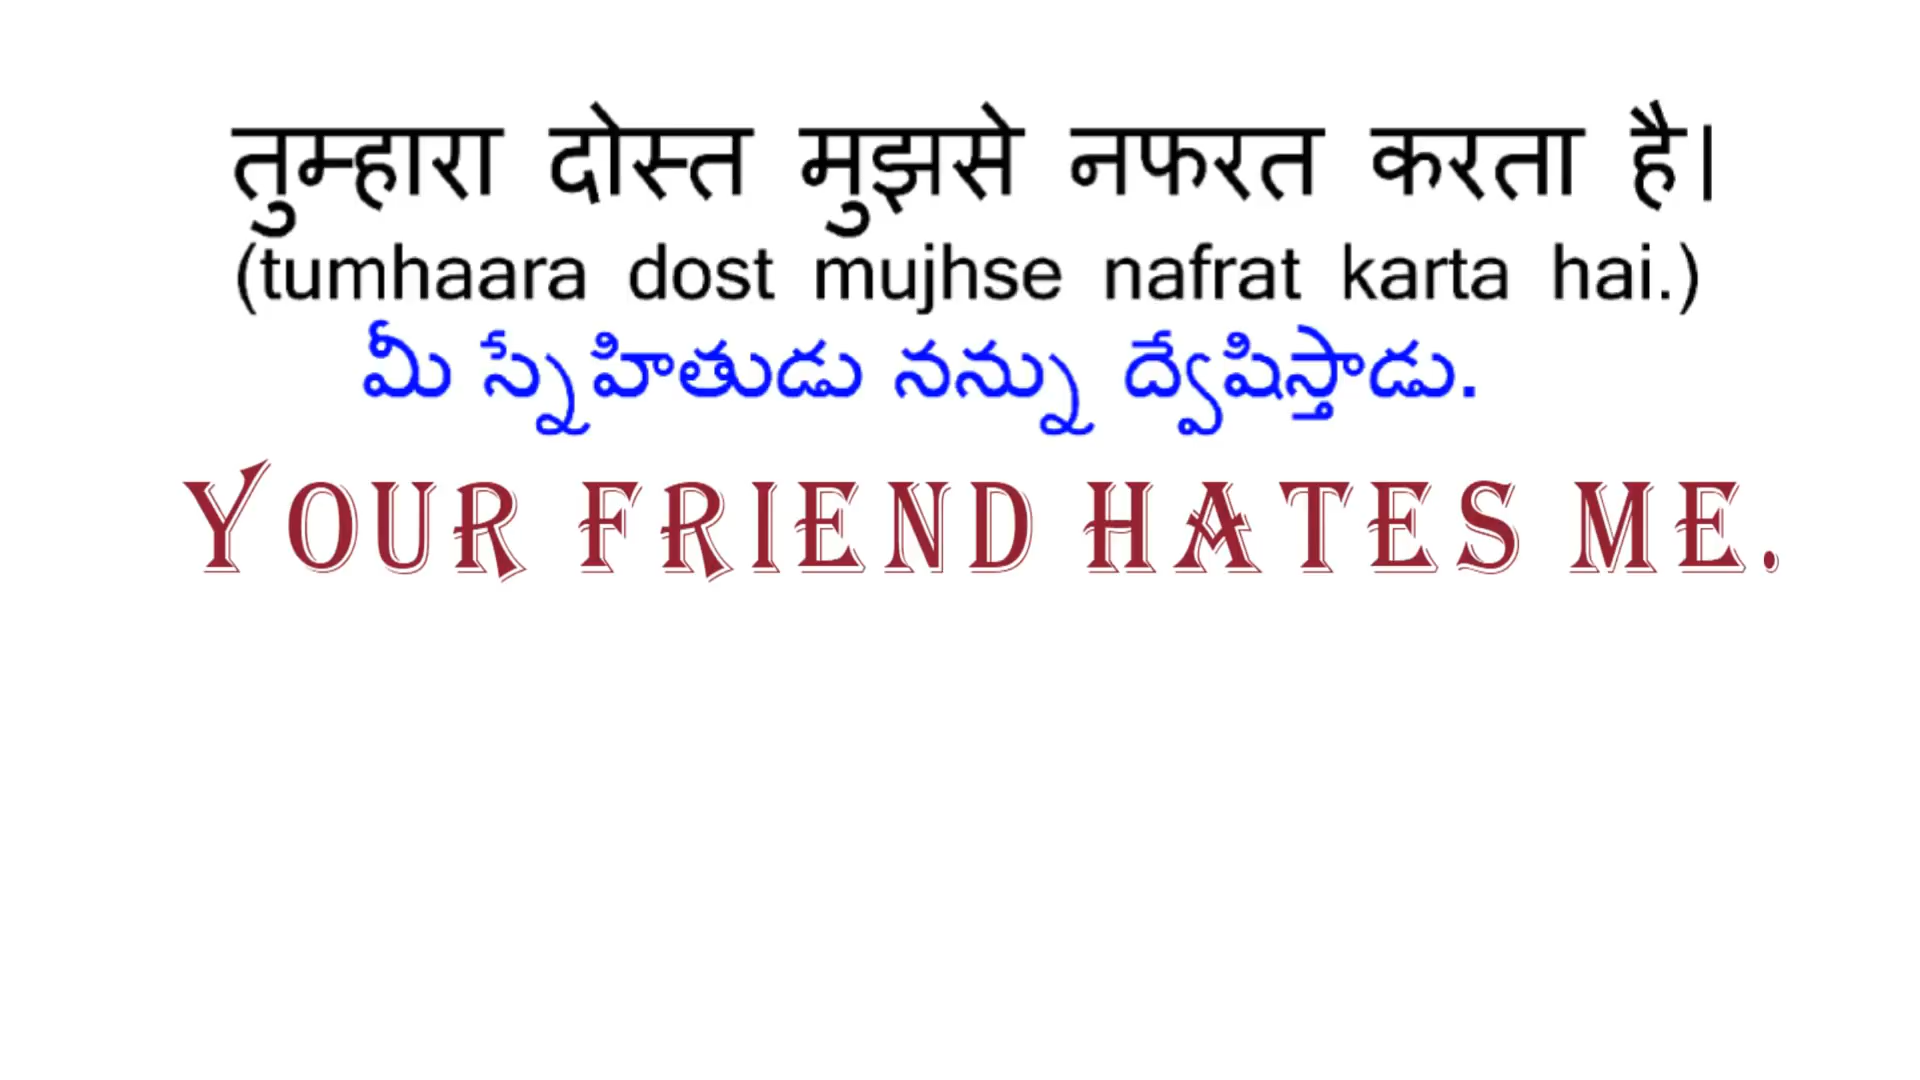 तुम्हारा दोस्त मुझसे नफरत करता है।
(tumhaara dost mujhse nafrat karta hai.)
మీ స్నేహితుడు నన్ను ద్వేషిస్తాడు.
YOUR FRIEND HATES ME.